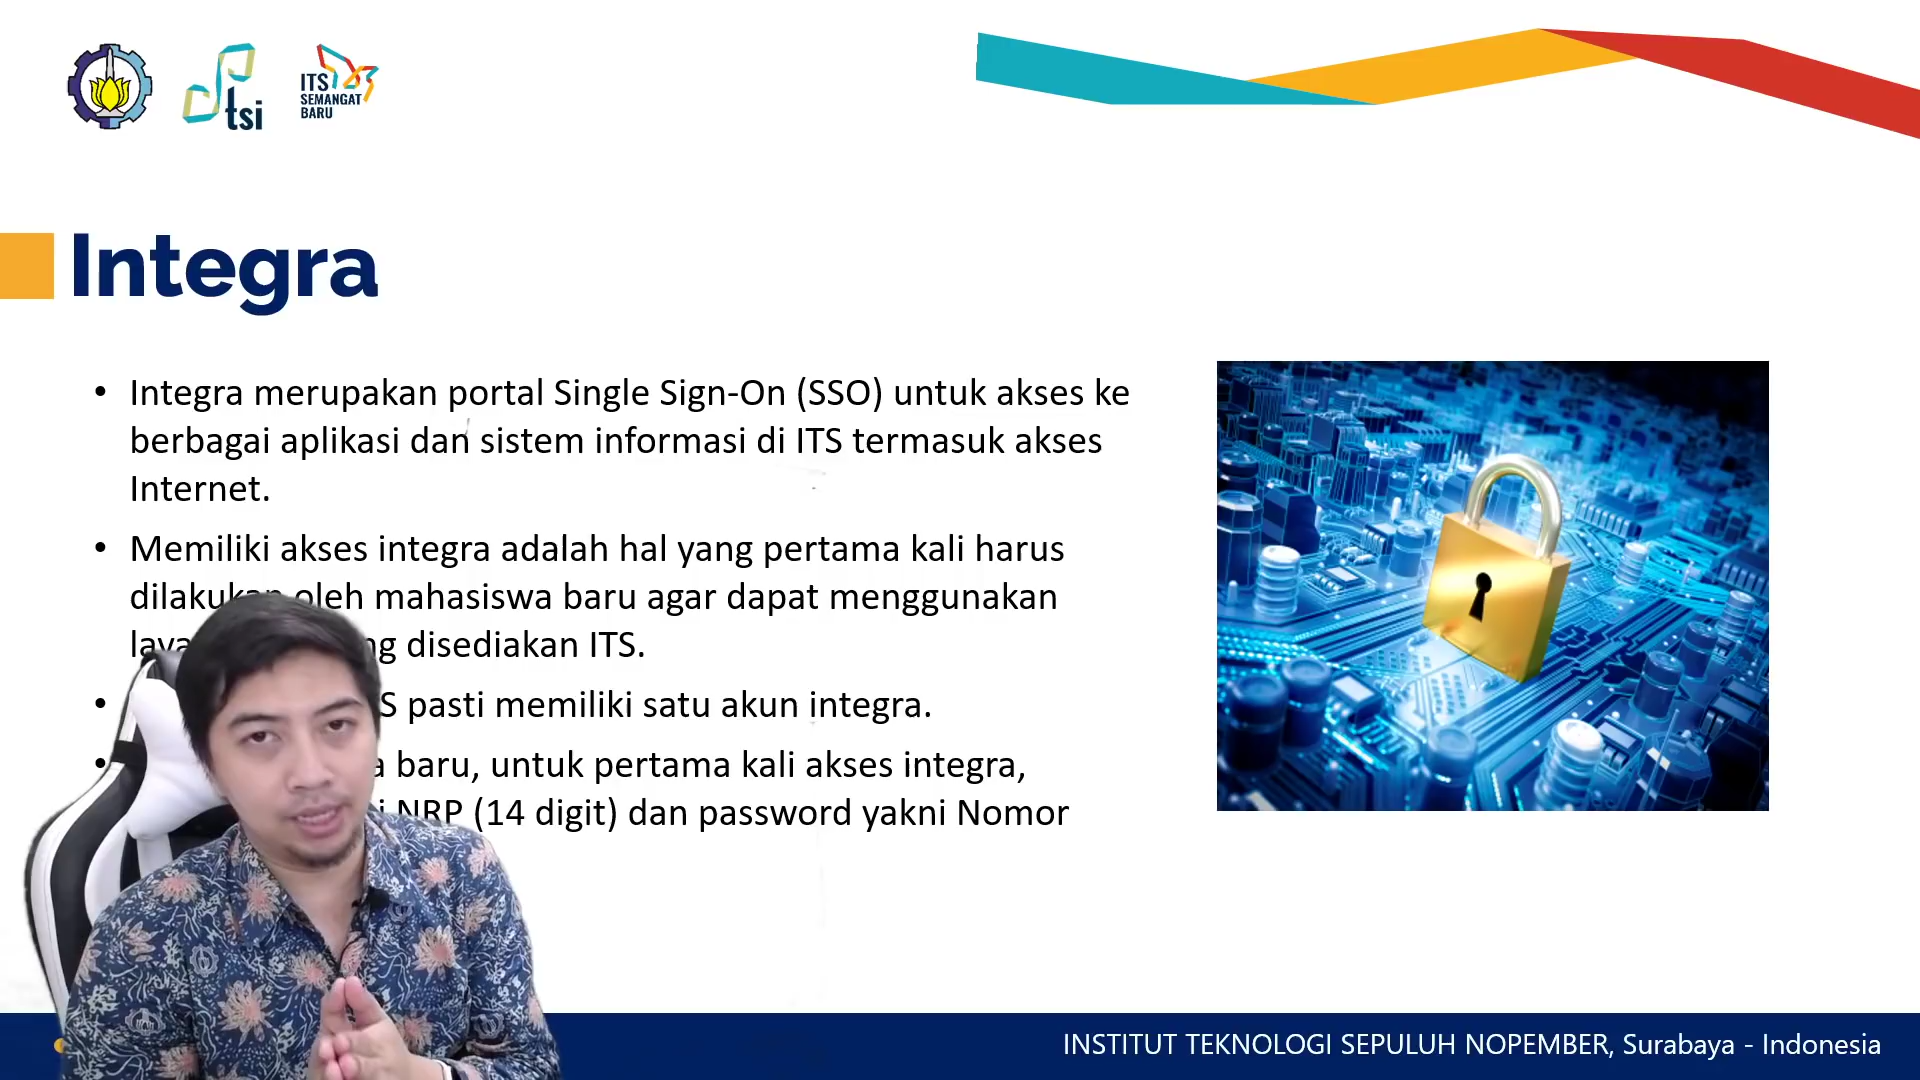 tsi
ITS
SEMANGAT
BARU
Integra
• Integra merupakan portal Single Sign-On (SSO) untuk akses ke
berbagai aplikasi dan sistem informasi di ITS termasuk akses
Internet.
• Memiliki akses integra adalah hal yang pertama kali harus
dilakukan oleh mahasiswa baru agar dapat menggunakan
disediakan ITS.
• pasti memiliki satu akun integra.
• baru, untuk pertama kali akses integra,
NRP (14 digit) dan password yakni Nomor
INSTITUT TEKNOLOGI SEPULUH NOPEMBER, Surabaya - Indonesia